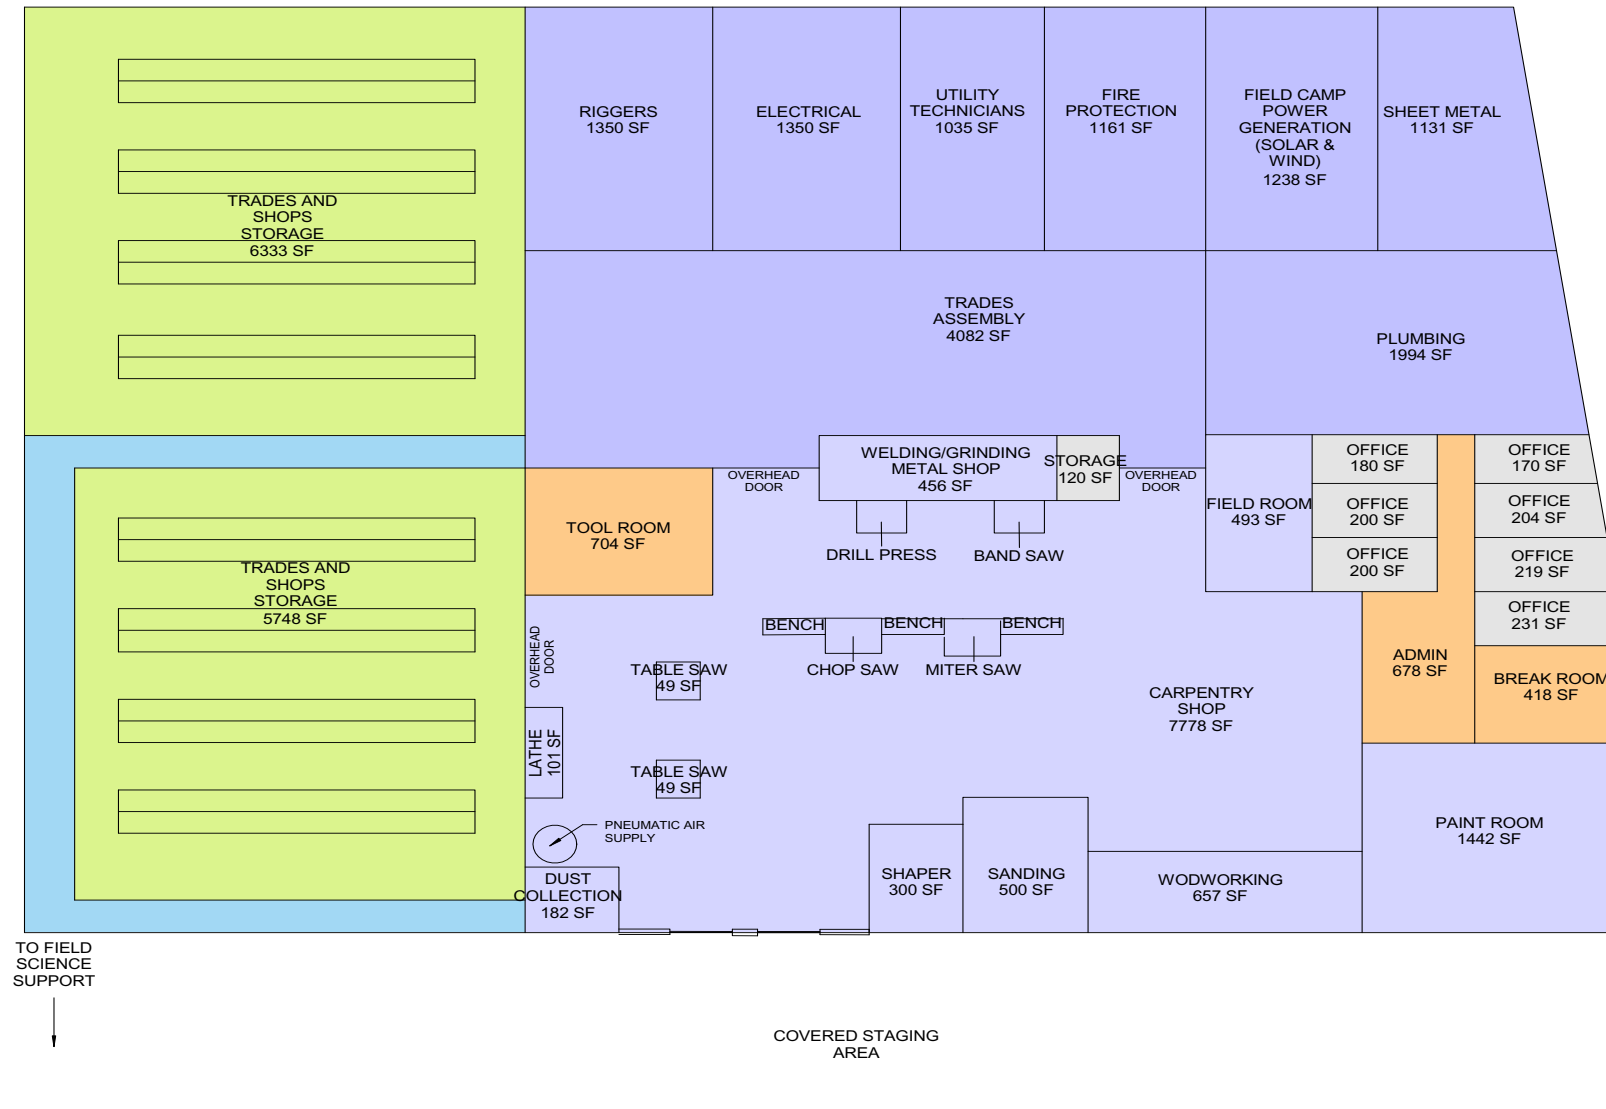 RIGGERS
1350 SF
ELECTRICAL
1350 SF
UTILITY
TECHNICIANS
1035 SF
FIRE
PROTECTION
1161 SF
FIELD CAMP
POWER
GENERATION
(SOLAR &
WIND)
1238 SF
SHEET METAL
1131 SF
TRADES AND
SHOPS
STORAGE
6333 SF
TRADES
ASSEMBLY
4082 SF
PLUMBING
1994 SF
WELDING/GRINDING
METAL SHOP
456 SF
STORAGE
120 SF
OVERHEAD
DOOR
OVERHEAD
DOOR
OFFICE
180 SF
OFFICE
170 SF
FIELD ROOM
493 SF
OFFICE
200 SF
OFFICE
204 SF
TOOL ROOM
704 SF
DRILL PRESS
BAND SAW
OFFICE
200 SF
OFFICE
219 SF
TRADES AND
SHOPS
STORAGE
5748 SF
OFFICE
231 SF
BENCH
BENCH
BENCH
OVERHEAD
DOOR
TABLE SAW
49 SF
CHOP SAW
MITER SAW
ADMIN
678 SF
BREAK ROOM
418 SF
CARPENTRY
SHOP
7778 SF
LATHE
101 SF
TABLE SAW
49 SF
PNEUMATIC AIR
SUPPLY
PAINT ROOM
1442 SF
DUST
COLLECTION
182 SF
SHAPER
300 SF
SANDING
500 SF
WODWORKING
657 SF
TO FIELD
SCIENCE
SUPPORT
COVERED STAGING
AREA